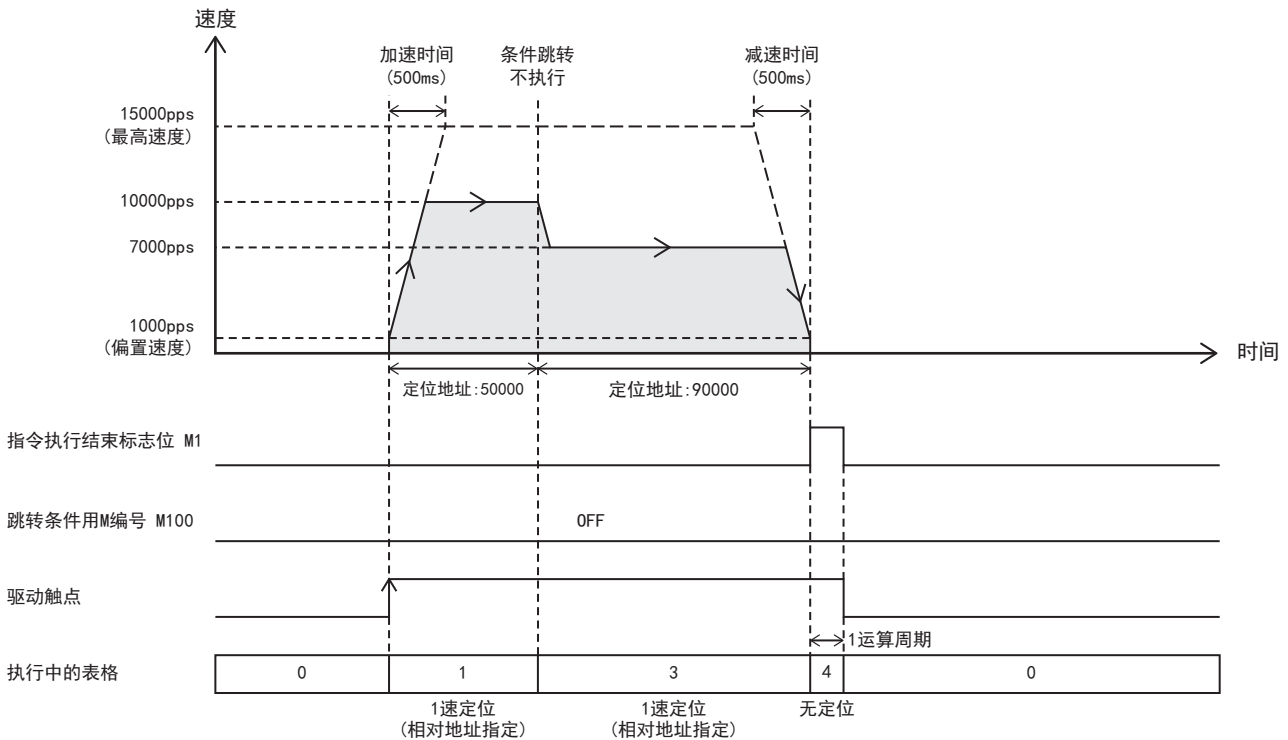 速度
加速时间
(500ms)
条件跳转
不执行
减速时间
(500ms)
15000pps
(最高速度)
10000pps
7000pps
1000pps
(偏置速度)
时间
定位地址:50000
定位地址:90000
指令执行结束标志位 M1
跳转条件用M编号 M100
OFF
驱动触点
1运算周期
执行中的表格
0
1
3
4
0
1速定位
(相对地址指定)
1速定位
(相对地址指定)
无定位